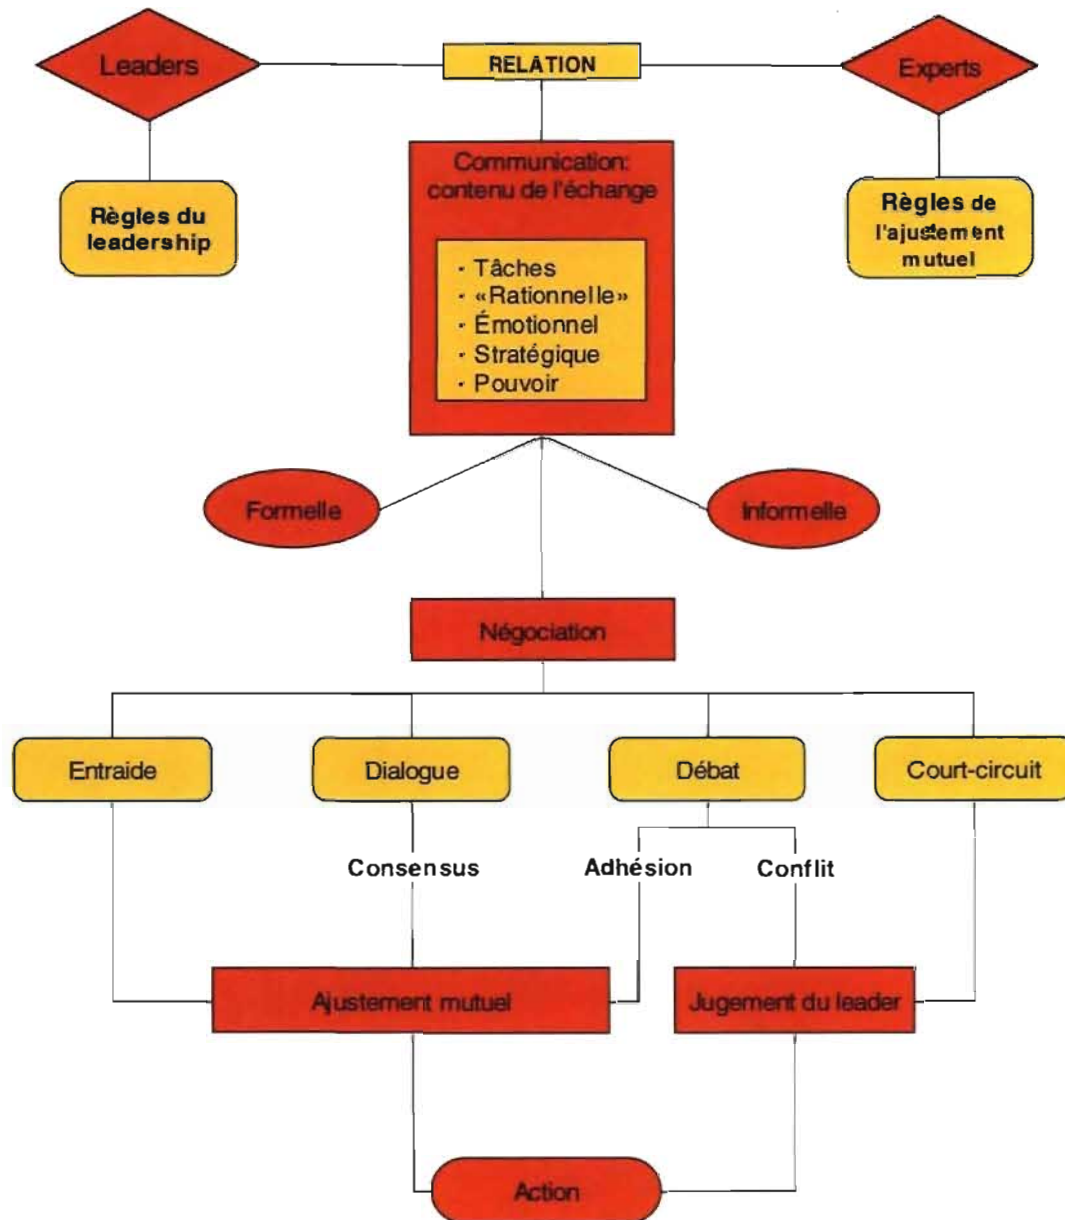 Leaders
RELATION
Experts
Communication:
contenu de l'échange
Règles du
leadership
Règles de
l'ajustement
mutuel
· Tâches
· «Rationnelle»
· Émotionnel
· Stratégique
· Pouvoir
Formelle
Informelle
Négociation
Entraide
Dialogue
Débat
Court-circuit
Consensus
Adhésion
Conflit
Ajustement mutuel
Jugement du leader
Action